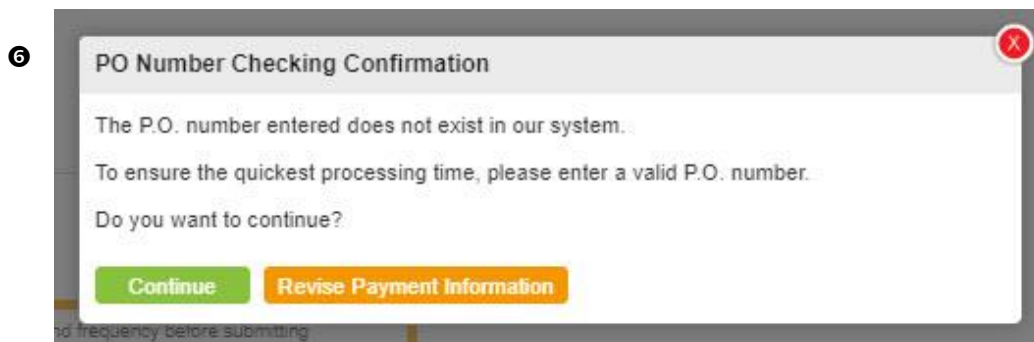 ❻
X
PO Number Checking Confirmation
The P.O. number entered does not exist in our system.
To ensure the quickest processing time, please enter a valid P.O. number.
Do you want to continue?
Continue
Revise Payment Information
frequency before submitting